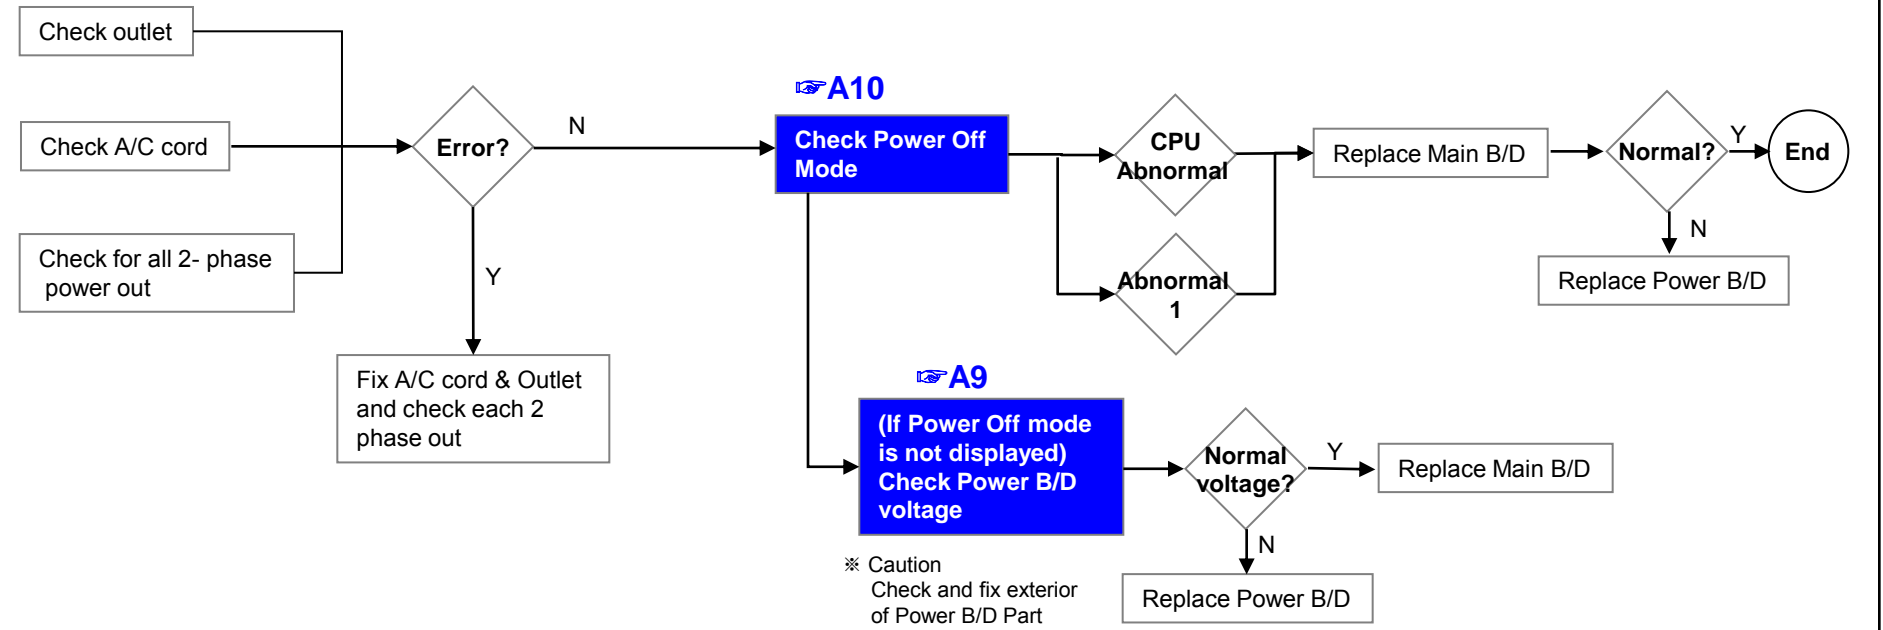 Check outlet
Check A/C cord
Check for all 2- phase
power out
Error?
N
Y
Fix A/C cord & Outlet
and check each 2
phase out
☞A10
Check Power Off
Mode
CPU
Abnormal
Abnormal
1
Replace Main B/D
Normal?
Y
End
N
Replace Power B/D
☞A9
(If Power Off mode
is not displayed)
Check Power B/D
voltage
Normal
voltage?
Y
Replace Main B/D
N
Replace Power B/D
※ Caution
Check and fix exterior
of Power B/D Part